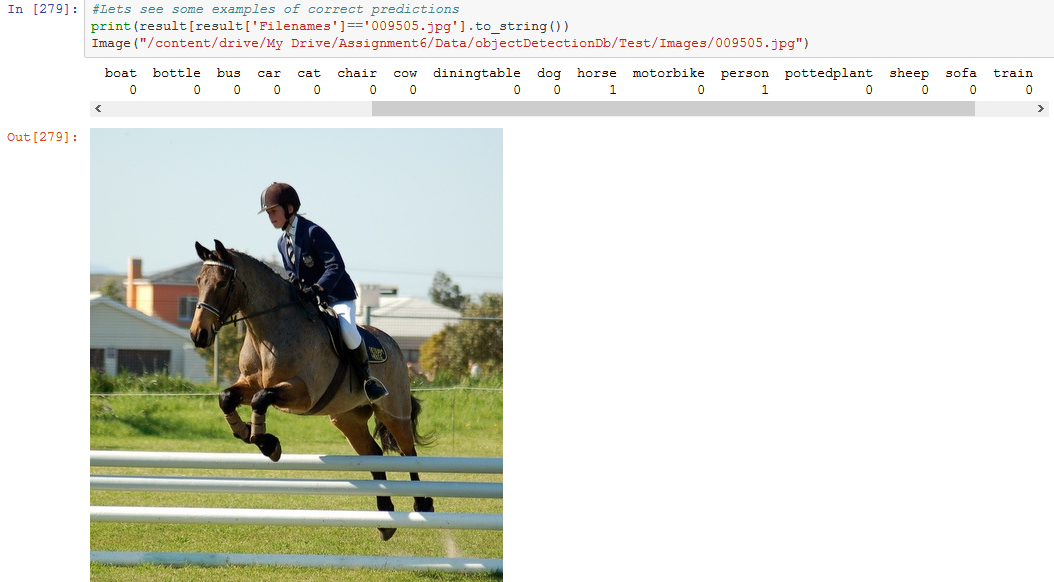 In [279]: #Lets see some examples of correct predictions
print(result[result['Filenames']=='009505.jpg'].to_string())
Image("/content/drive/My Drive/Assignment6/Data/objectDetectionDb/Test/Images/009505.jpg")
boat bottle bus car cat chair cow diningtable dog horse motorbike person pottedplant sheep sofa train
0 0 0 0 0 0 0 0 0 1 0 1 0 0 0 0
Out[279]: